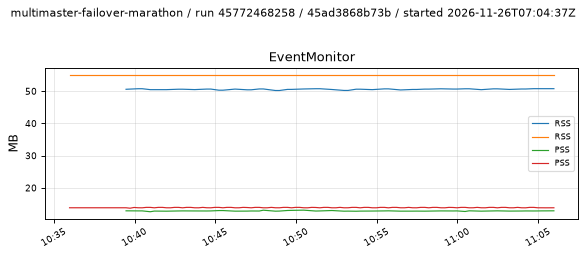 multimaster-failover-marathon / run 45772468258 / 45ad3868b73b / started 2026-11-26T07:04:37Z
EventMonitor
MB
50
40
30
20
RSS
RSS
PSS
PSS
10:35
10:40
10:45
10:50
10:55
11:00
11:05